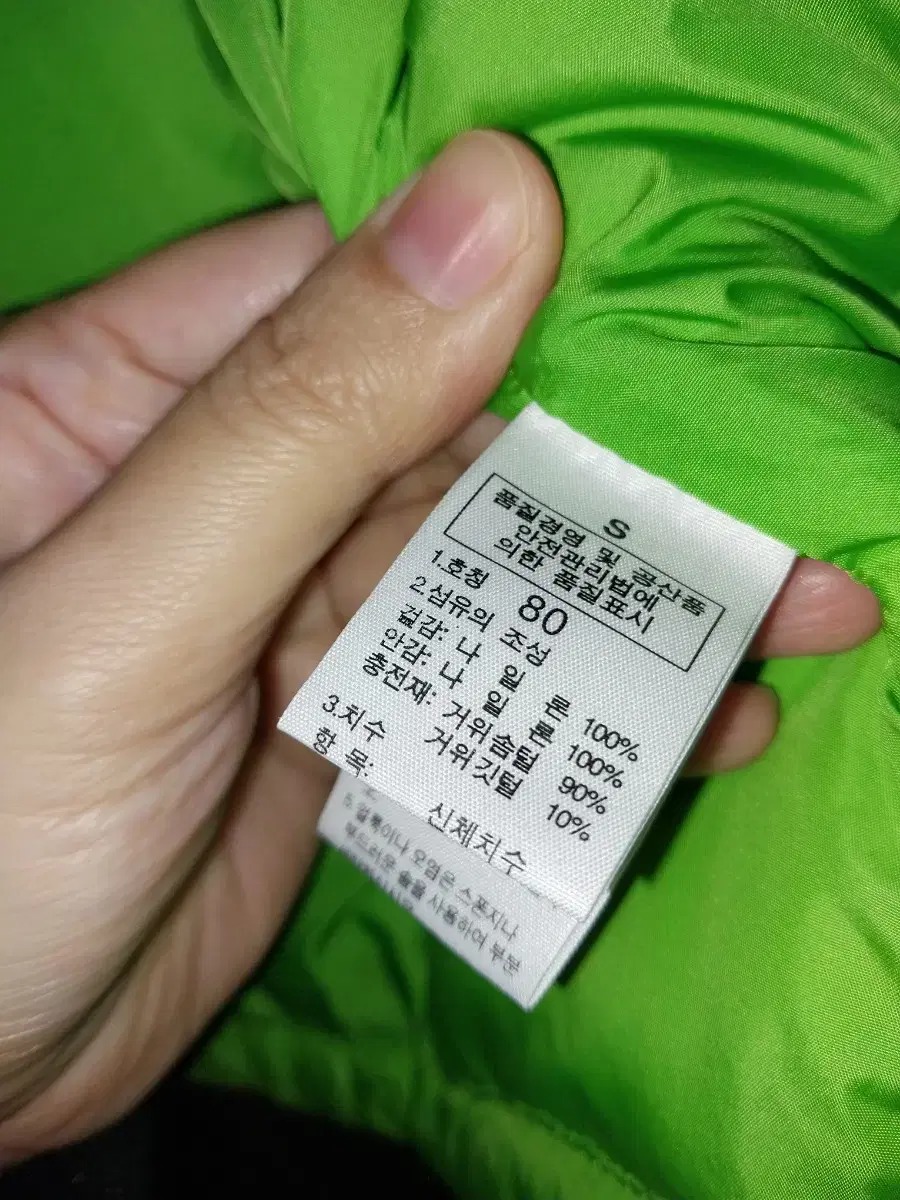 S
품질경영 및 공산품
안전관리법에
의한 품질표시
1.호칭 80
2.섬유의 조성
겉감: 나 일 론 100%
안감: 나 일 론 100%
충전재: 거위솜털 90%
거위깃털 10%
3.치수
항 목: 신체치수
5. 얼룩이나 오염은 스폰지나
부드러운 솔을 사용하여 부분